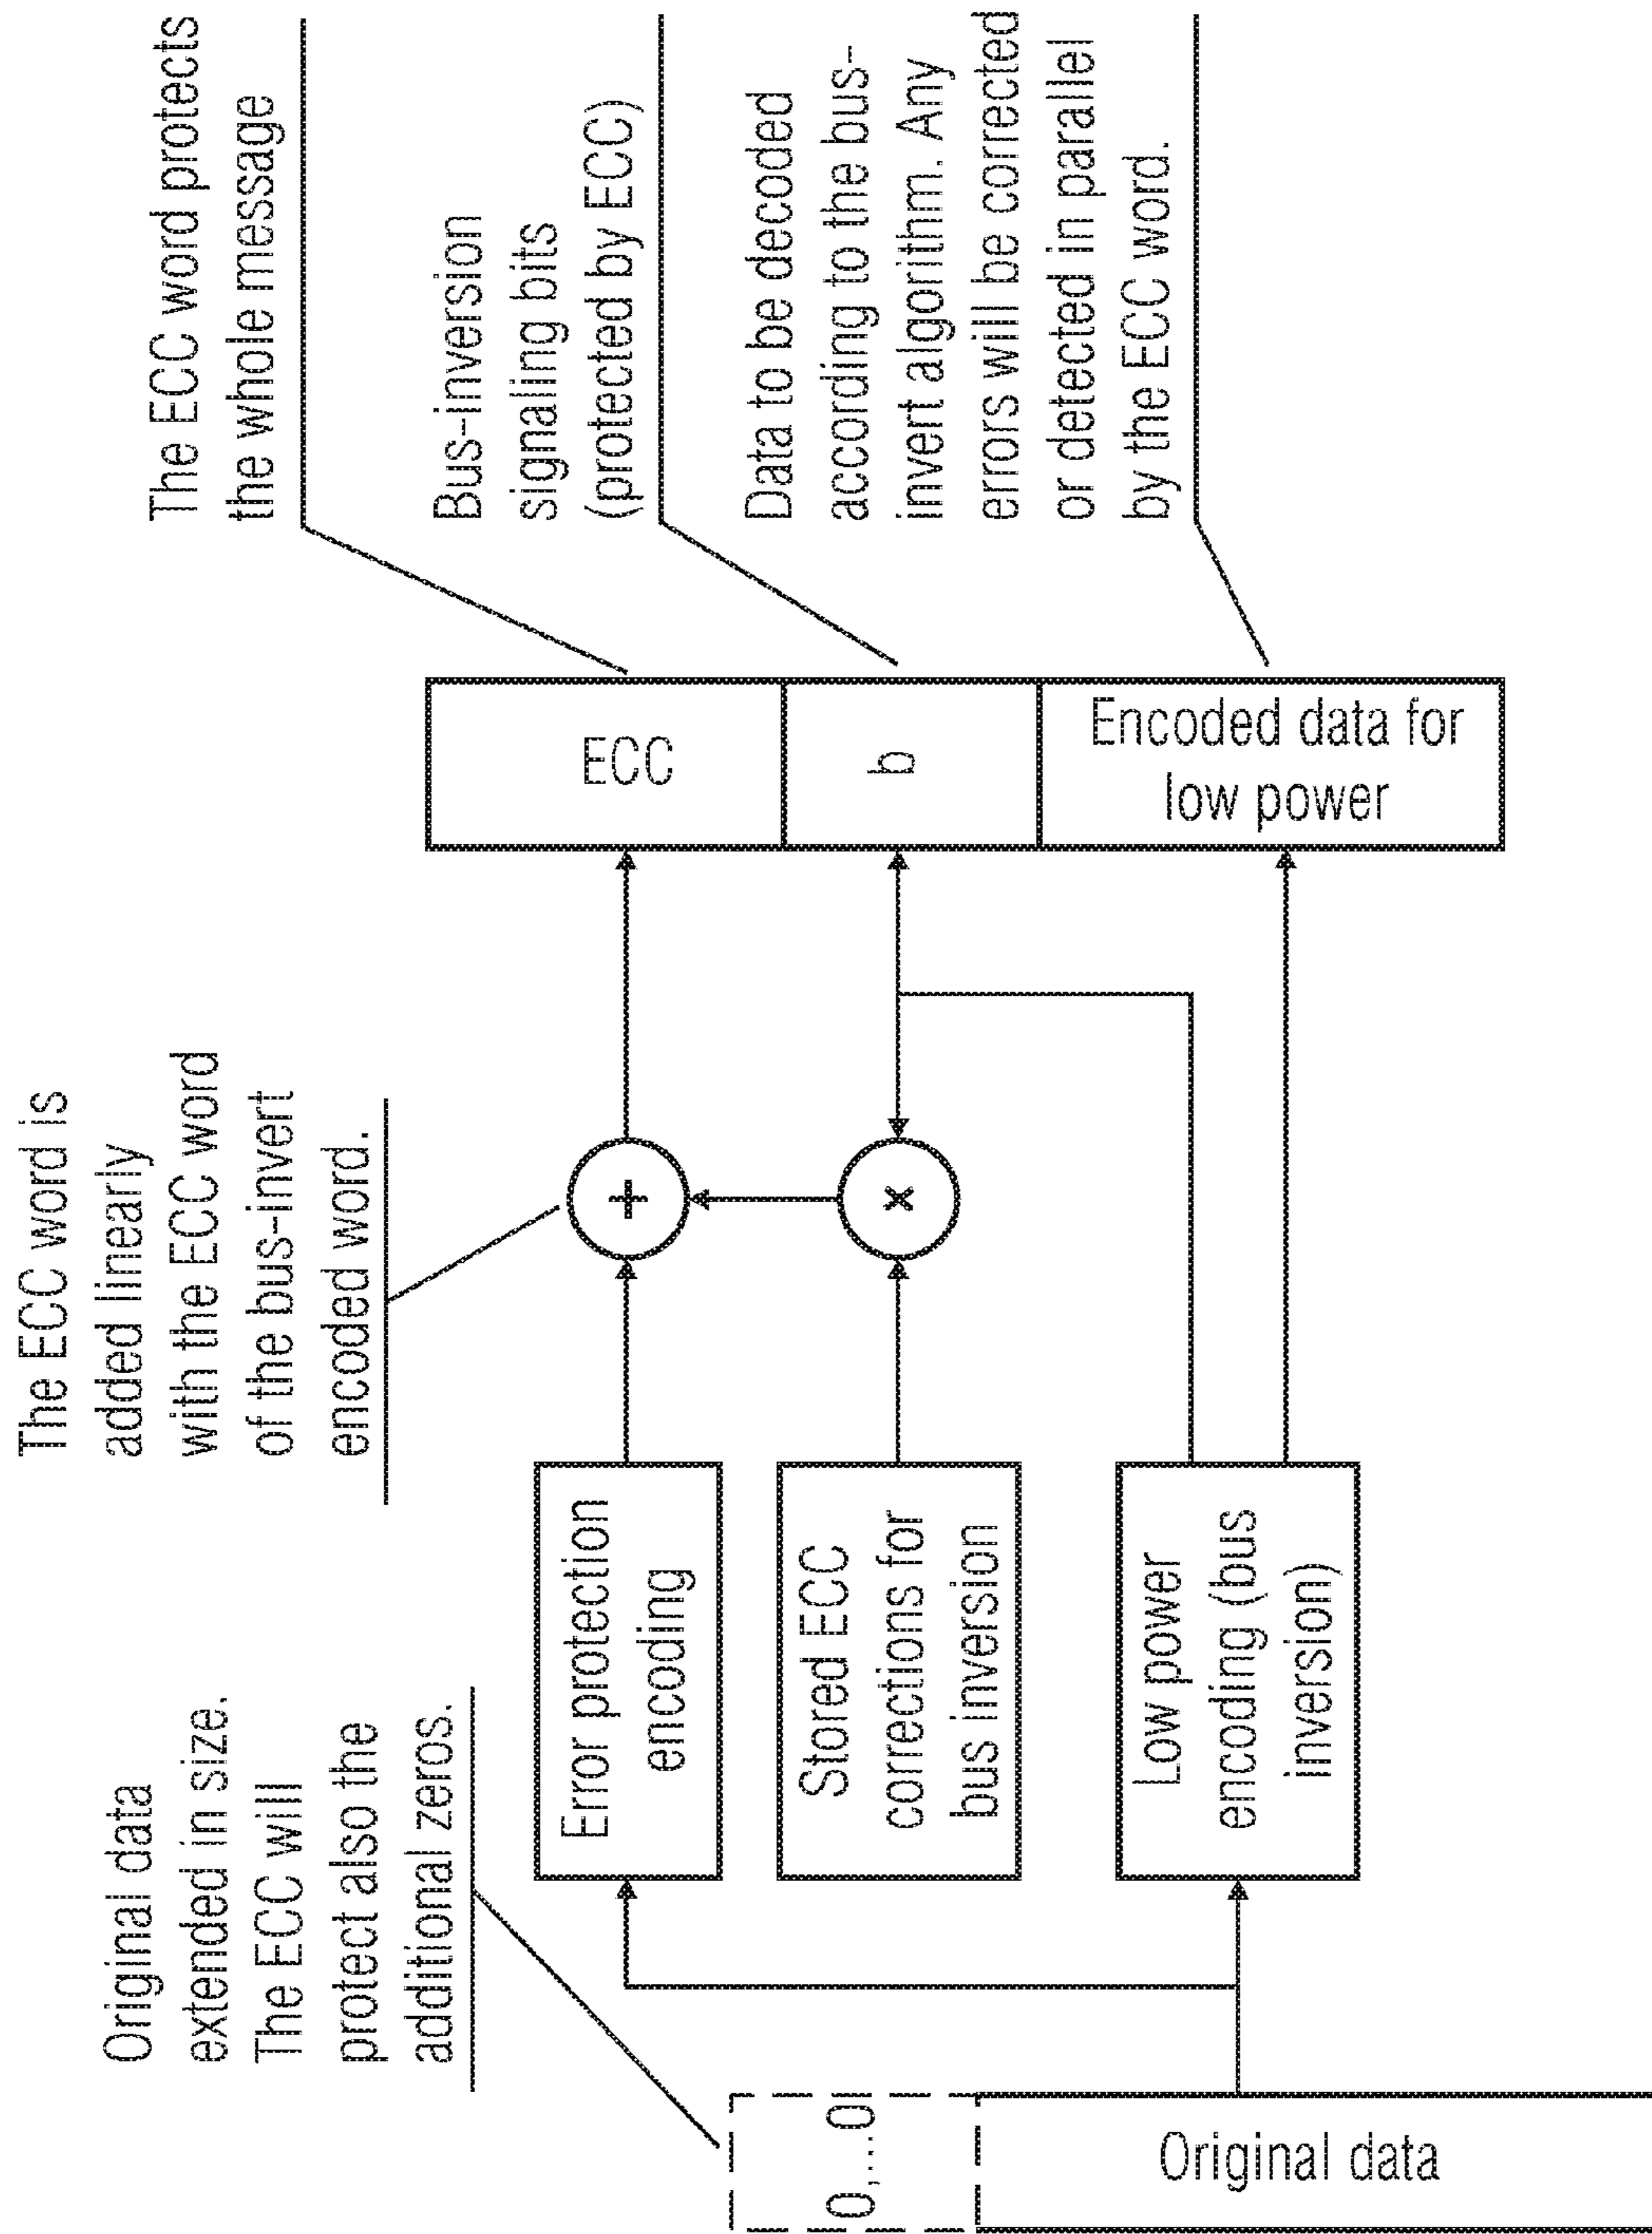 Original data
extended in size.
The ECC will
protect also the
additional zeros.
0,...0
Original data
The ECC word is
added linearly
with the ECC word
of the bus-invert
encoded word.
Error protection
encoding
Stored ECC
corrections for
bus inversion
Low power
encoding (bus
inversion)
+
×
ECC
b
Encoded data for
low power
The ECC word protects
the whole message
Bus-inversion
signaling bits
(protected by ECC)
Data to be decoded
according to the bus-
invert algorithm. Any
errors will be corrected
or detected in parallel
by the ECC word.